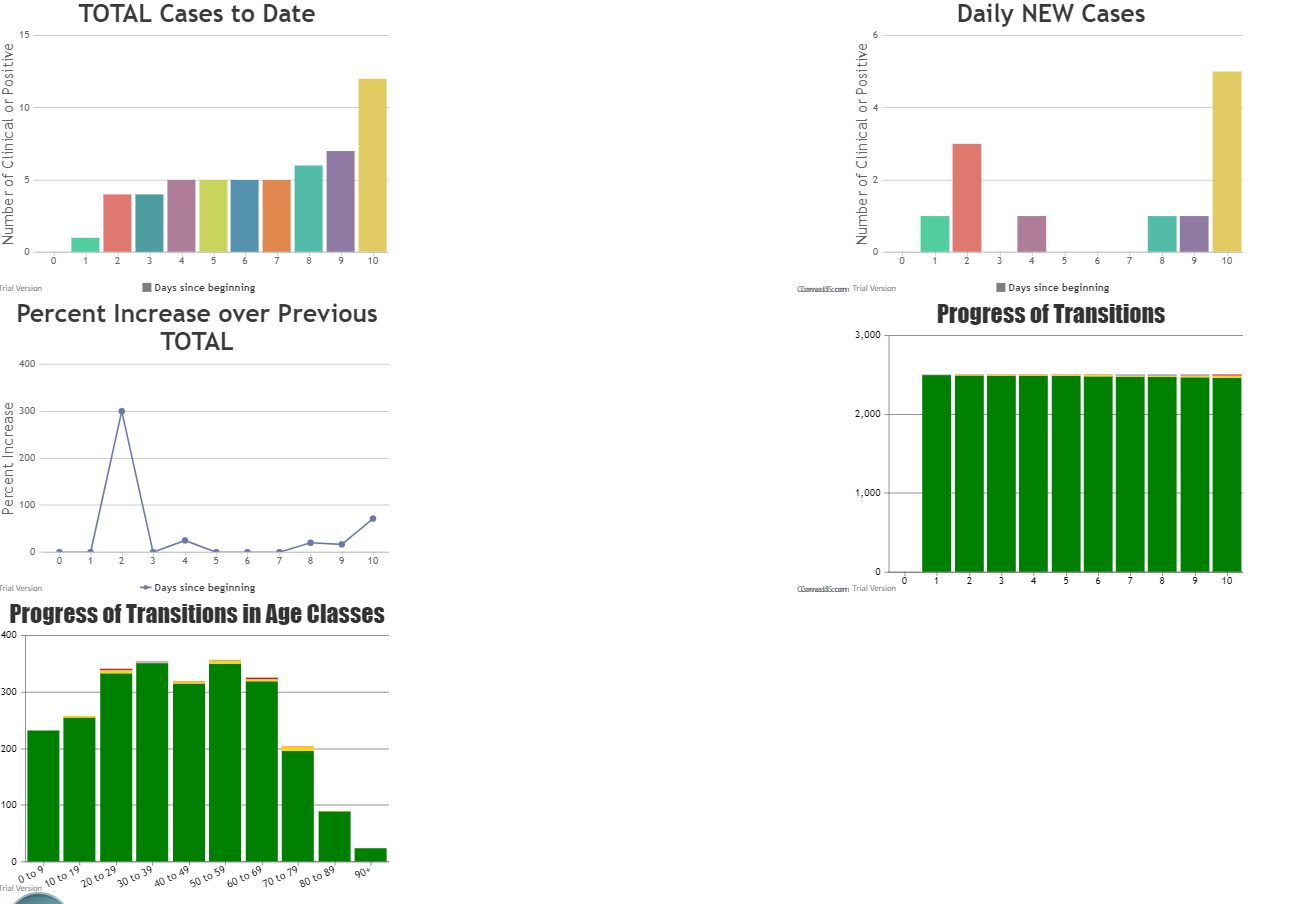 TOTAL Cases to Date
Number of Clinical or Positive
15
10
5
0
0 1 2 3 4 5 6 7 8 9 10
Days since beginning
Trial Version
Daily NEW Cases
Number of Clinical or Positive
6
4
2
0
0 1 2 3 4 5 6 7 8 9 10
Days since beginning
Trial Version
Percent Increase over Previous
TOTAL
Percent Increase
400
300
200
100
0
0 1 2 3 4 5 6 7 8 9 10
Days since beginning
Trial Version
Progress of Transitions
3,000
2,000
1,000
0
0 1 2 3 4 5 6 7 8 9 10
Trial Version
Progress of Transitions in Age Classes
400
300
200
100
0
0 to 9 10 to 19 20 to 29 30 to 39 40 to 49 50 to 59 60 to 69 70 to 79 80 to 89 90+
Trial Version